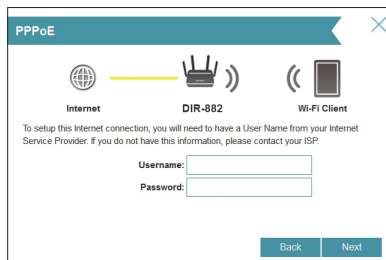 PPPoE
Internet
DIR-882
Wi-Fi Client
To setup this Internet connection, you will need to have a User Name from your Internet
Service Provider. If you do not have this information, please contact your ISP.
Username:
Password:
Back
Next